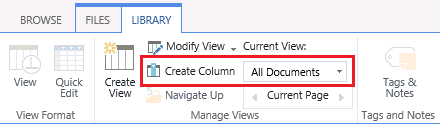 BROWSE FILES LIBRARY
View
Quick Edit
View Format
Create View
Modify View
Create Column
Navigate Up
Current View:
All Documents
Current Page
Manage Views
Tags & Notes
Tags and Notes